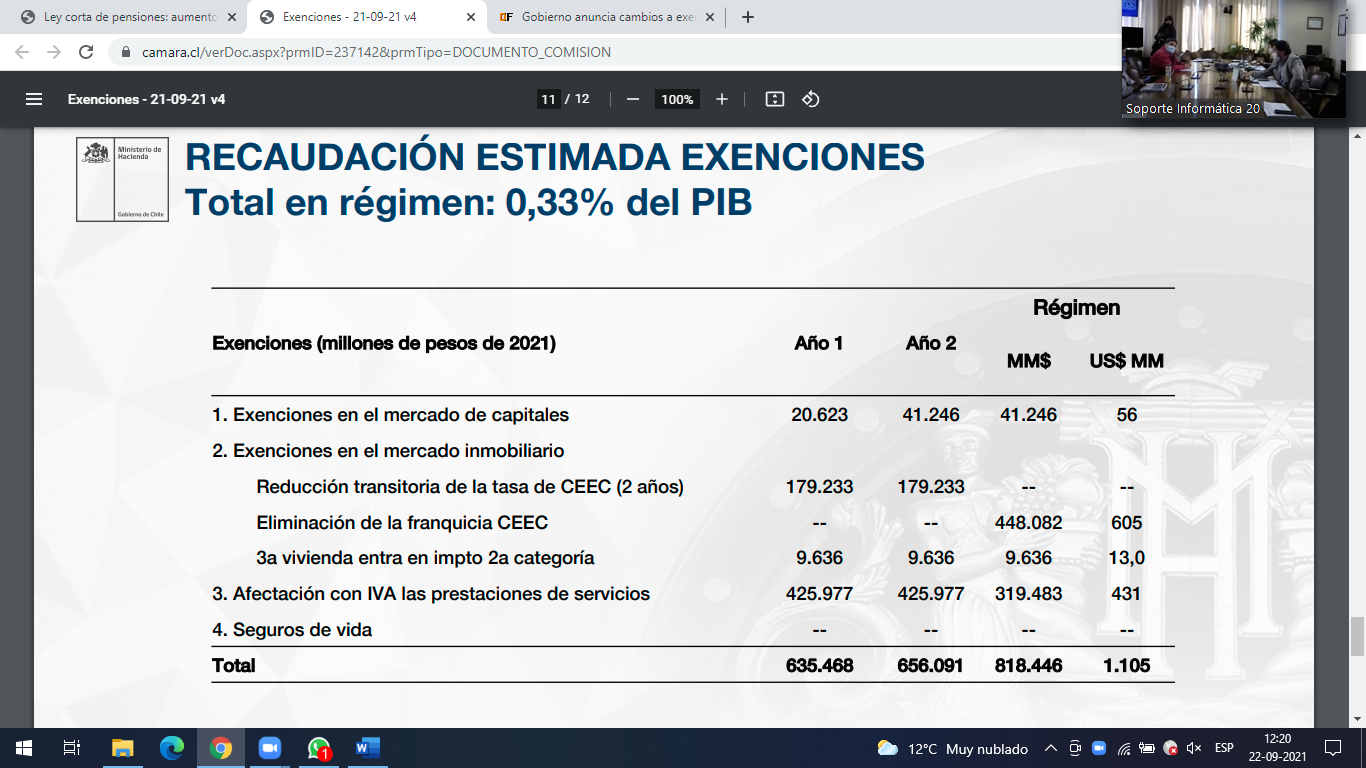 Ley corta de pensiones: aumento
Exenciones - 21-09-21 v4
Gobierno anuncia cambios a exe
camara.cl/verDoc.aspx?prmID=237142&prmTipo=DOCUMENTO_COMISION
Soporte Informática 20
Exenciones - 21-09-21 v4
11 / 12
100%
Ministerio de
Hacienda
Gobierno de Chile
RECAUDACIÓN ESTIMADA EXENCIONES
Total en régimen: 0,33% del PIB
Régimen
Exenciones (millones de pesos de 2021) Año 1 Año 2
MM$ US$ MM
1. Exenciones en el mercado de capitales 20.623 41.246 41.246 56
2. Exenciones en el mercado inmobiliario
Reducción transitoria de la tasa de CEEC (2 años) 179.233 179.233 -- --
Eliminación de la franquicia CEEC -- -- 448.082 605
3a vivienda entra en impto 2a categoría 9.636 9.636 9.636 13,0
3. Afectación con IVA las prestaciones de servicios 425.977 425.977 319.483 431
4. Seguros de vida -- -- -- --
Total 635.468 656.091 818.446 1.105
1
12°C Muy nublado
ESP
12:20
22-09-2021